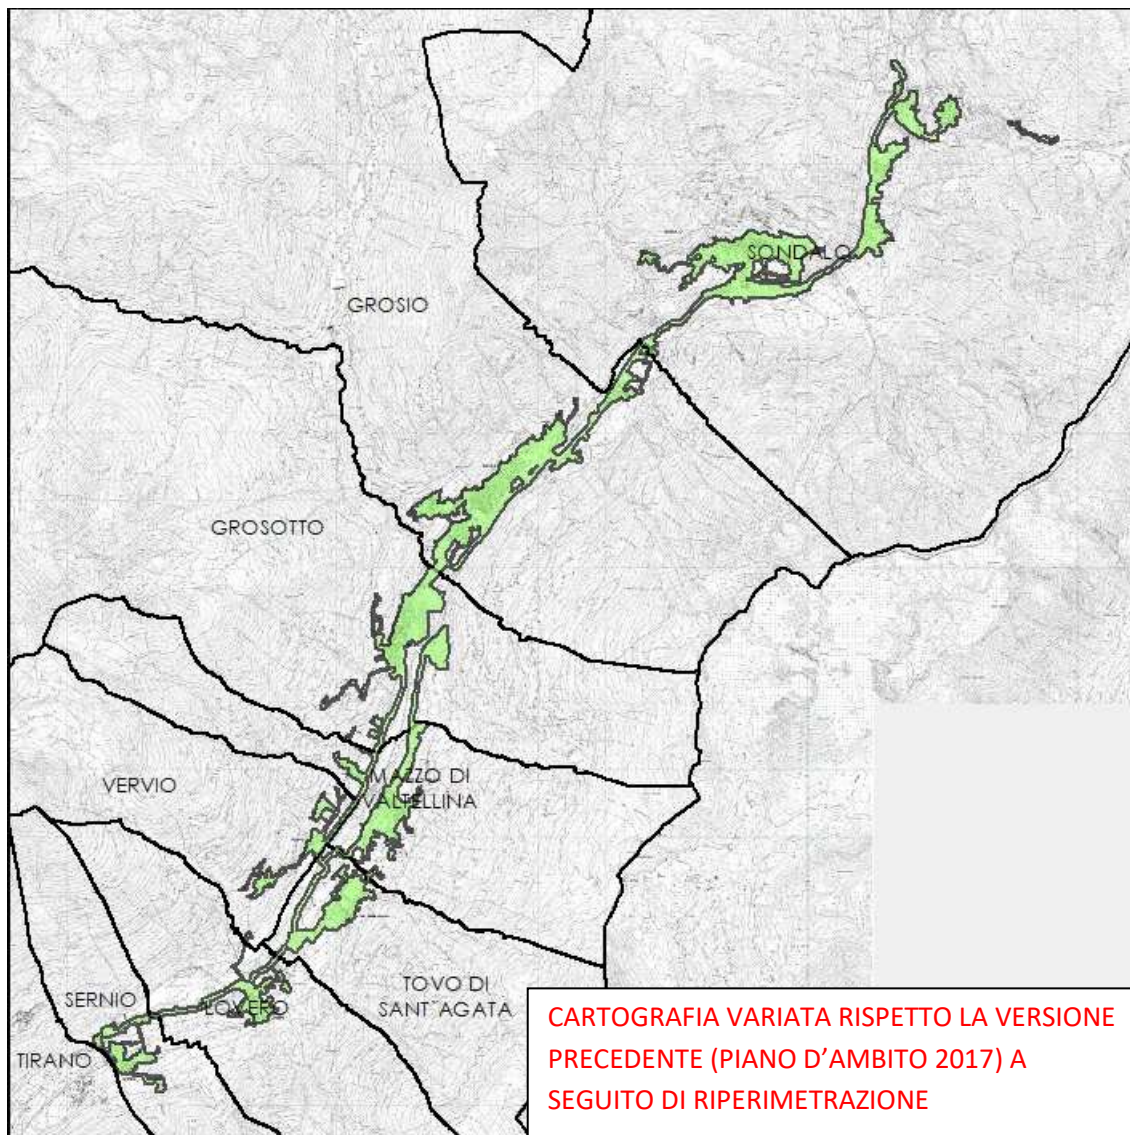 SONDALO
GROSIO
GROSOTTO
MAZZO DI
VALTELLINA
VERVIO
TOVO DI
SANT'AGATA
SERNIO
LOVERO
TIRANO
CARTOGRAFIA VARIATA RISPETTO LA VERSIONE
PRECEDENTE (PIANO D’AMBITO 2017) A
SEGUITO DI RIPERIMETRAZIONE